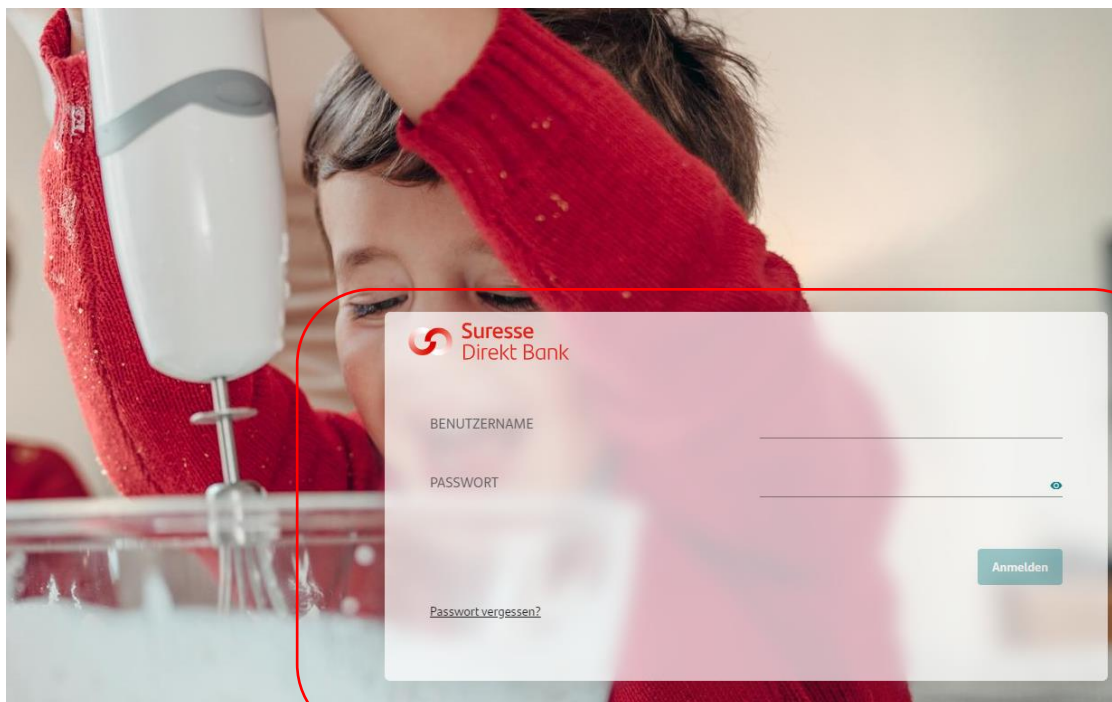 Suresse
Direkt Bank
BENUTZERNAME
PASSWORT
Anmelden
Passwort vergessen?